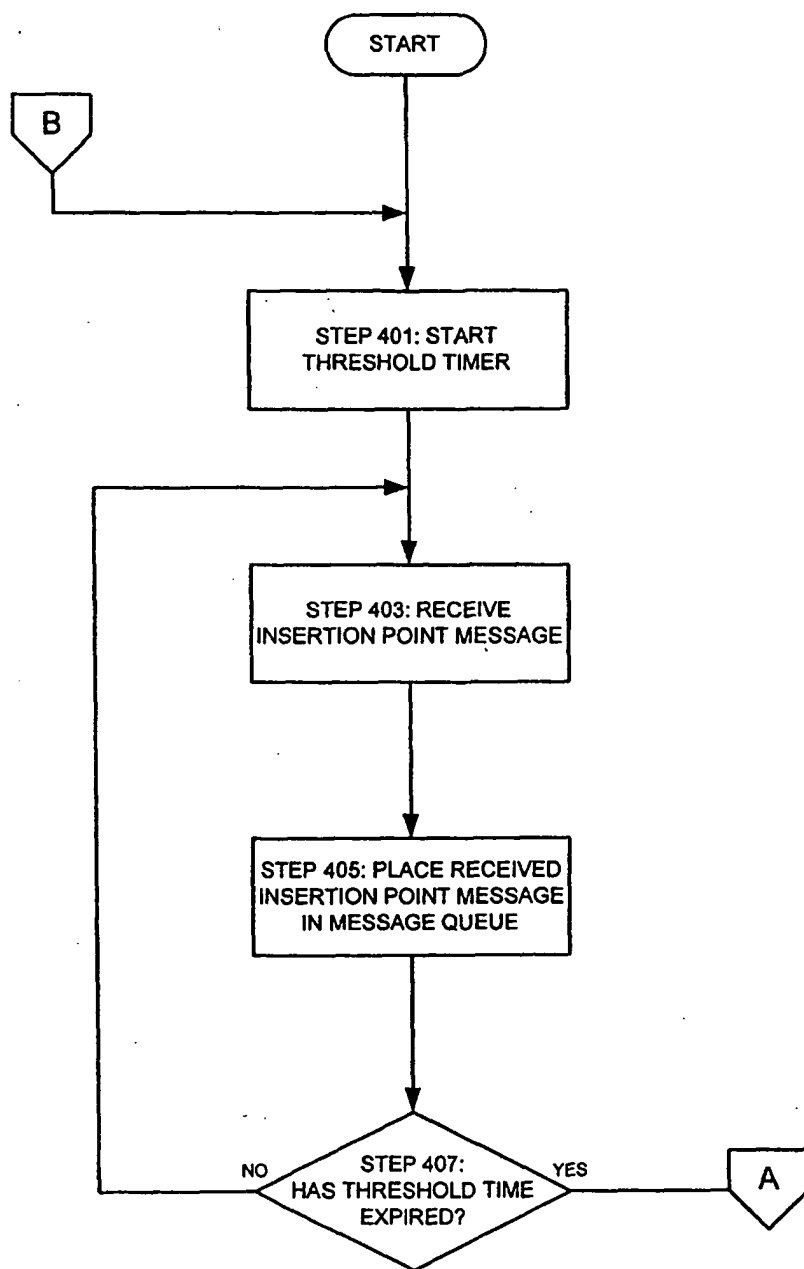 START
B
STEP 401: START
THRESHOLD TIMER
STEP 403: RECEIVE
INSERTION POINT MESSAGE
STEP 405: PLACE RECEIVED
INSERTION POINT MESSAGE
IN MESSAGE QUEUE
NO
STEP 407:
HAS THRESHOLD TIME
EXPIRED?
YES
A